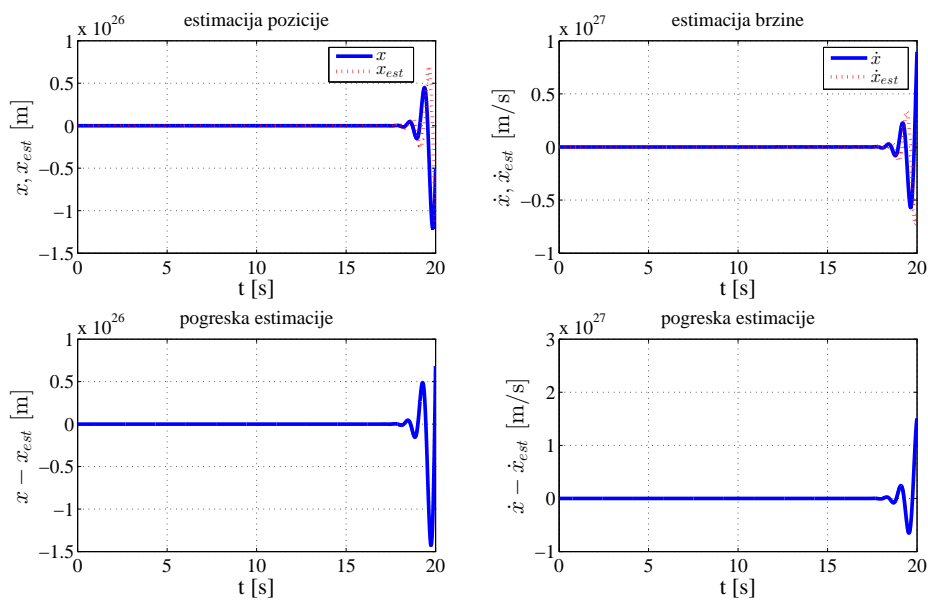 estimacija pozicije
x 10^26
1
0.5
0
−0.5
−1
−1.5
x, x_est [m]
x
x_est
0 5 10 15 20
t [s]
estimacija brzine
x 10^27
1
0.5
0
−0.5
−1
ẋ, ẋ_est [m/s]
ẋ
ẋ_est
0 5 10 15 20
t [s]
pogreska estimacije
x 10^26
1
0.5
0
−0.5
−1
−1.5
x − x_est [m]
0 5 10 15 20
t [s]
pogreska estimacije
x 10^27
3
2
1
0
−1
ẋ − ẋ_est [m/s]
0 5 10 15 20
t [s]